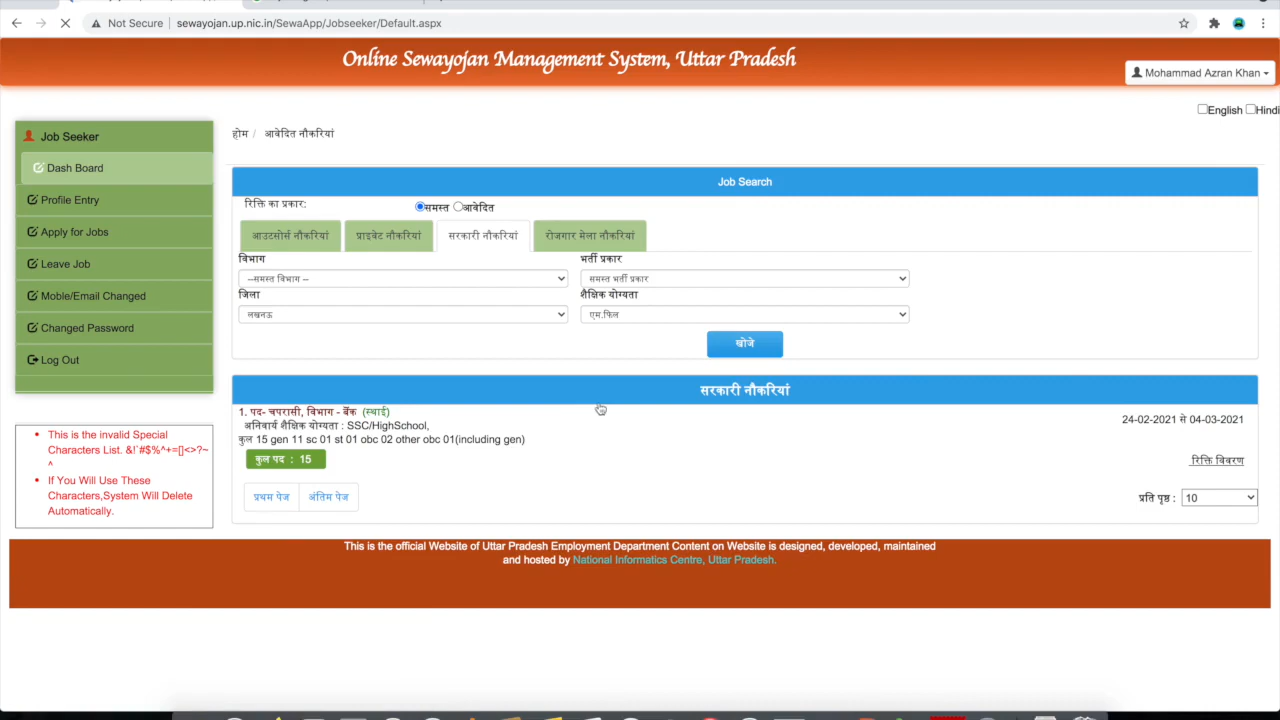 Not Secure
sewayojan.up.nic.in/SewaApp/Jobseeker/Default.aspx
Online Sewayojan Management System, Uttar Pradesh
Mohammad Azran Khan
English Hindi
Job Seeker
Dash Board
Profile Entry
Apply for Jobs
Leave Job
Moble/Email Changed
Changed Password
Log Out
This is the invalid Special
Characters List. &!`#$%^+=[]<>?~
^
If You Will Use These
Characters,System Will Delete
Automatically.
होम / आवेदित नौकरियां
Job Search
रिक्ति का प्रकार: समस्त आवेदित
आउटसोर्स नौकरियां प्राइवेट नौकरियां सरकारी नौकरियां रोजगार मेला नौकरियां
विभाग भर्ती प्रकार
--समस्त विभाग -- समस्त भर्ती प्रकार
जिला शैक्षिक योग्यता
लखनऊ एम.फिल
खोजे
सरकारी नौकरियां
1. पद- चपरासी, विभाग - बैंक (स्थाई)
24-02-2021 से 04-03-2021
अनिवार्य शैक्षिक योग्यता : SSC/HighSchool,
कुल 15 gen 11 sc 01 st 01 obc 02 other obc 01(including gen)
कुल पद : 15
रिक्ति विवरण
प्रथम पेज अंतिम पेज
प्रति पृष्ठ : 10
This is the official Website of Uttar Pradesh Employment Department Content on Website is designed, developed, maintained
and hosted by National Informatics Centre, Uttar Pradesh.